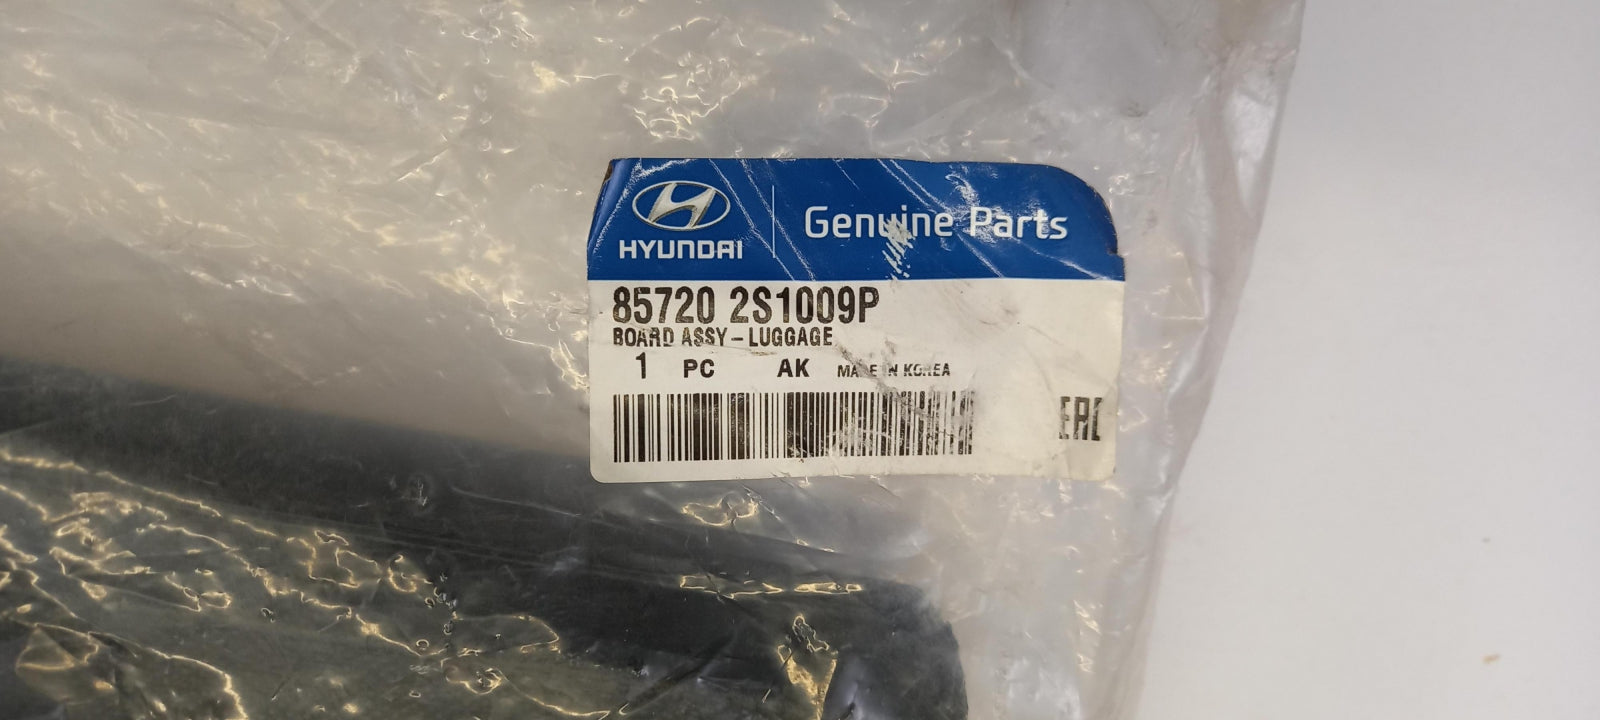 HYUNDAI
Genuine Parts
85720 2S1009P
BOARD ASSY-LUGGAGE
1 PC AK MADE IN KOREA
EAC